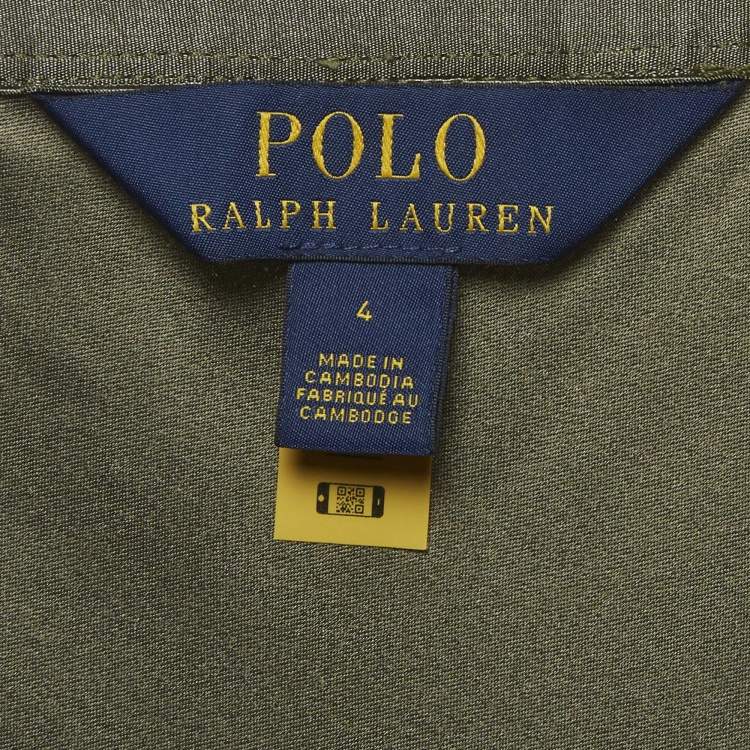 POLO
RALPH LAUREN
4
MADE IN
CAMBODIA
FABRIQUÉ AU
CAMBODGE